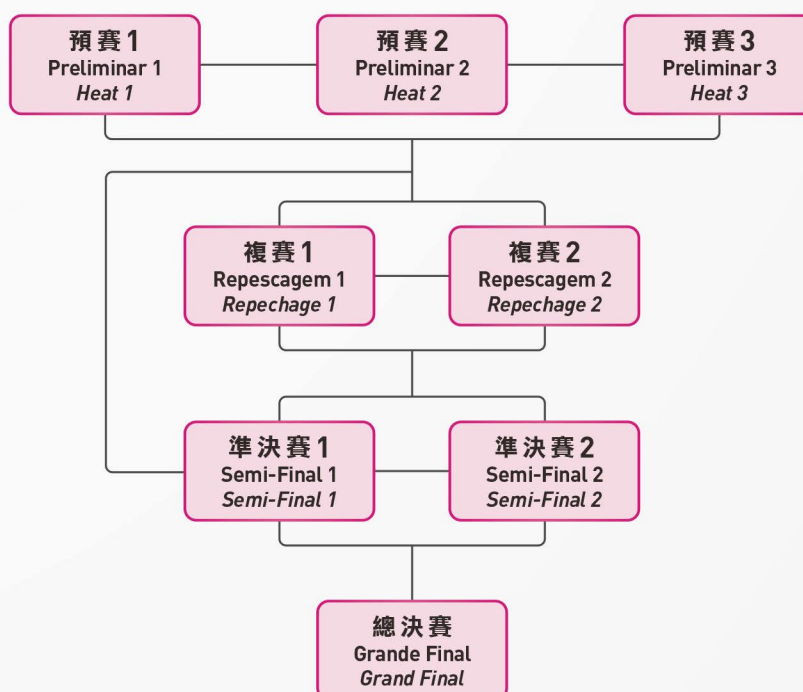 預賽1
Preliminar 1
Heat 1
預賽2
Preliminar 2
Heat 2
預賽3
Preliminar 3
Heat 3
複賽1
Repescagem 1
Repechage 1
複賽2
Repescagem 2
Repechage 2
準決賽1
Semi-Final 1
Semi-Final 1
準決賽2
Semi-Final 2
Semi-Final 2
總決賽
Grande Final
Grand Final